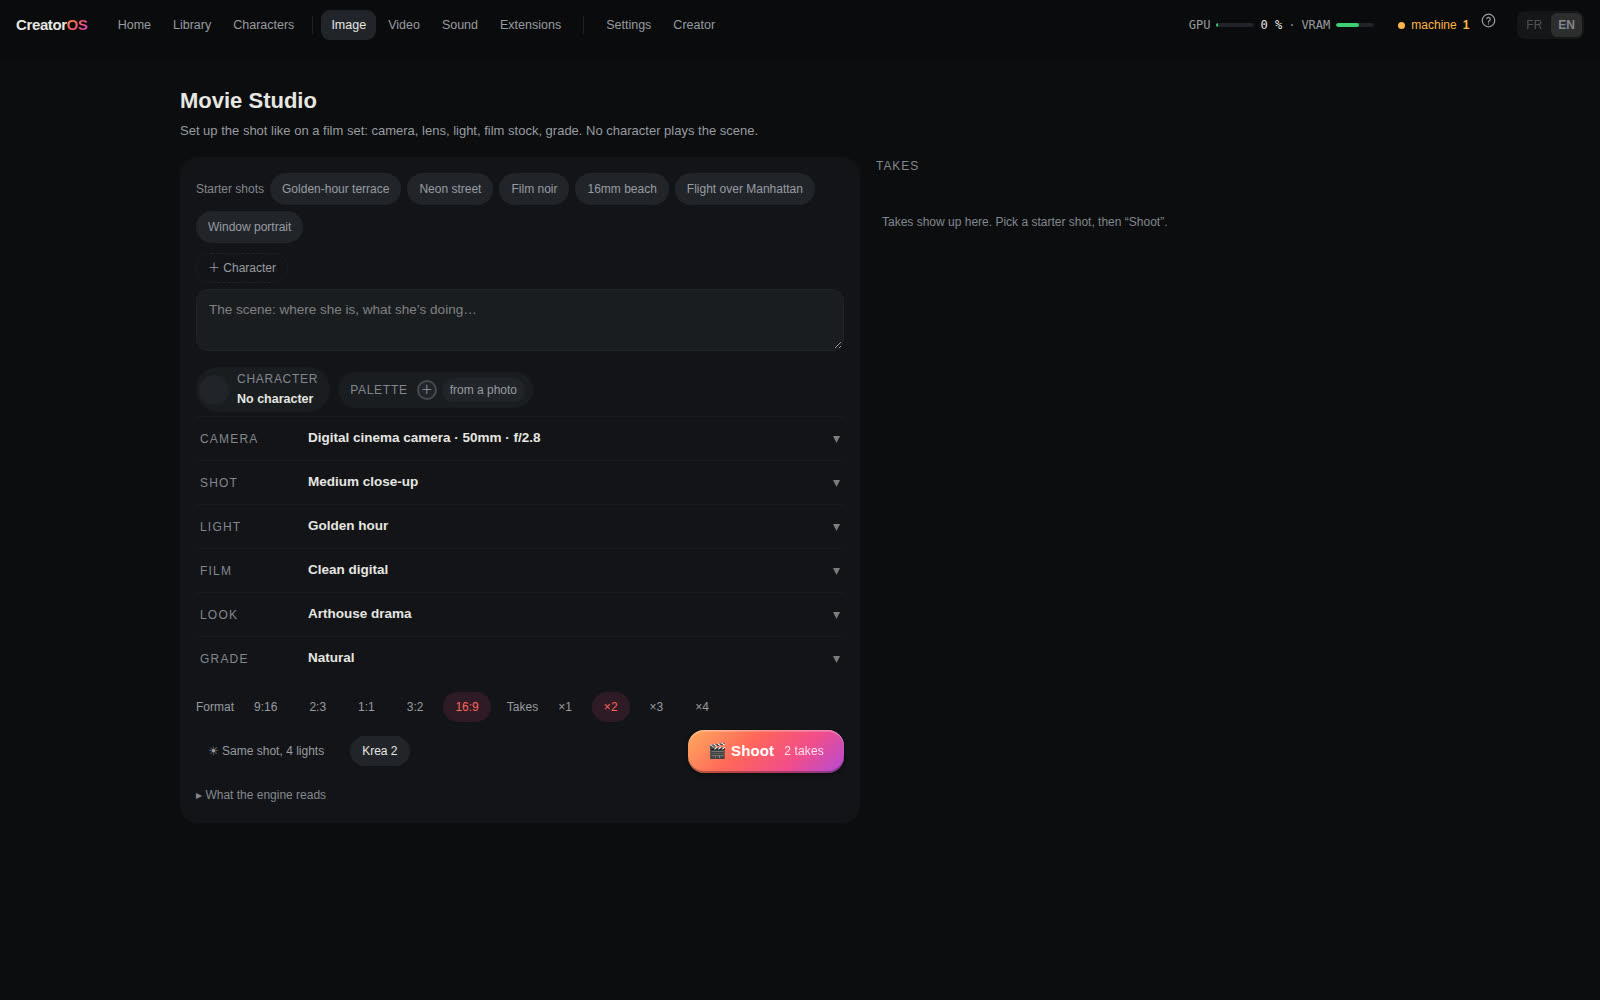 CreatorOS Home Library Characters Image Video Sound Extensions Settings Creator GPU 0 % · VRAM machine 1 FR EN
Movie Studio
Set up the shot like on a film set: camera, lens, light, film stock, grade. No character plays the scene.
Starter shots Golden-hour terrace Neon street Film noir 16mm beach Flight over Manhattan
Window portrait
+ Character
The scene: where she is, what she's doing…
CHARACTER
No character
PALETTE + from a photo
CAMERA Digital cinema camera · 50mm · f/2.8 ▼
SHOT Medium close-up ▼
LIGHT Golden hour ▼
FILM Clean digital ▼
LOOK Arthouse drama ▼
GRADE Natural ▼
Format 9:16 2:3 1:1 3:2 16:9 Takes ×1 ×2 ×3 ×4
☀ Same shot, 4 lights Krea 2 🎬 Shoot 2 takes
▸ What the engine reads
TAKES
Takes show up here. Pick a starter shot, then “Shoot”.